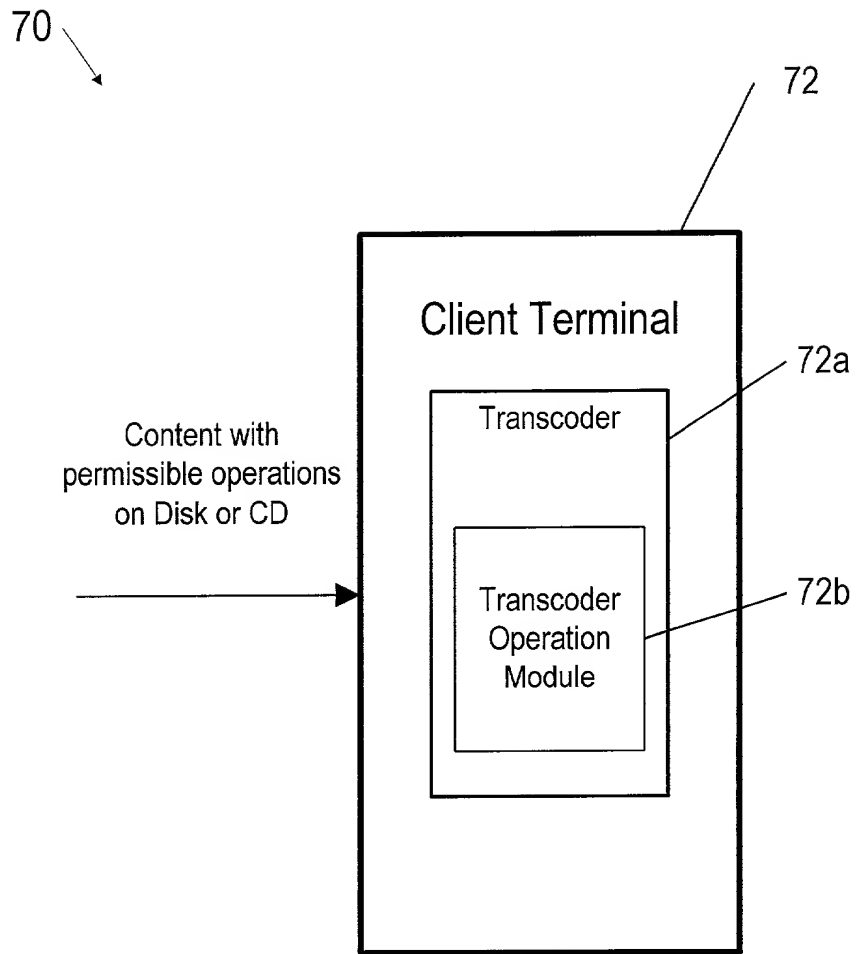 70
72
Client Terminal
72a
Transcoder
Content with
permissible operations
on Disk or CD
Transcoder
Operation
Module
72b